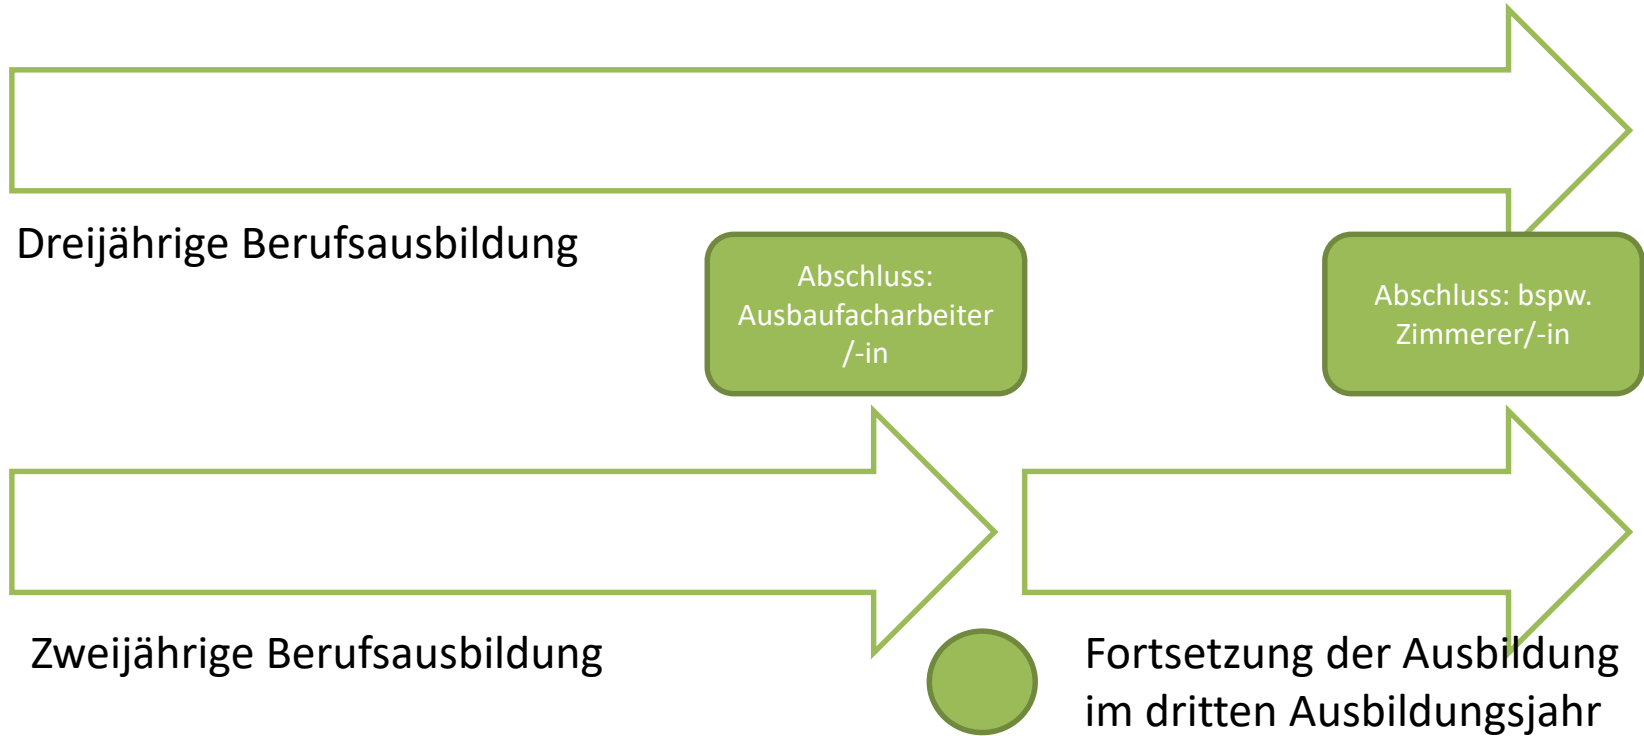 Dreijährige Berufsausbildung
Abschluss:
Ausbaufacharbeiter
/-in
Abschluss: bspw.
Zimmerer/-in
Zweijährige Berufsausbildung
Fortsetzung der Ausbildung
im dritten Ausbildungsjahr